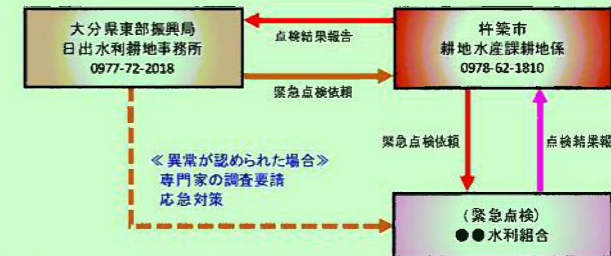 大分県東部振興局
日出水利耕地事務所
0977-72-2018
点検結果報告
緊急点検依頼
杵築市
耕地水産課耕地係
0978-62-1810
緊急点検依頼
点検結果報
≪異常が認められた場合≫
専門家の調査要請
応急対策
(緊急点検)
●●水利組合